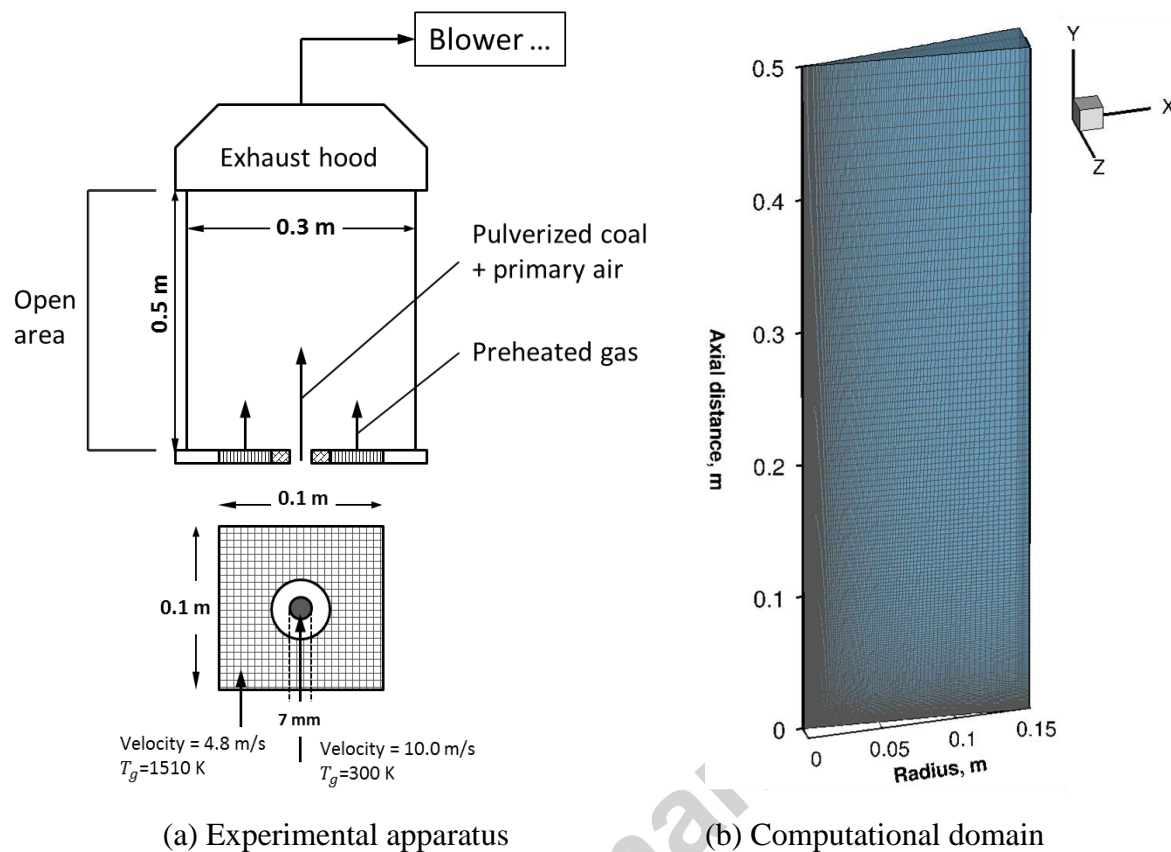 Blower ...
Exhaust hood
0.3 m
Pulverized coal
+ primary air
Open
area
0.5 m
Preheated gas
0.1 m
0.1 m
7 mm
Velocity = 4.8 m/s
T_g=1510 K
Velocity = 10.0 m/s
T_g=300 K
(a) Experimental apparatus
Y
X
Z
0.5
0.4
0.3
0.2
0.1
0
Axial distance, m
0
0.05
0.1
0.15
Radius, m
(b) Computational domain